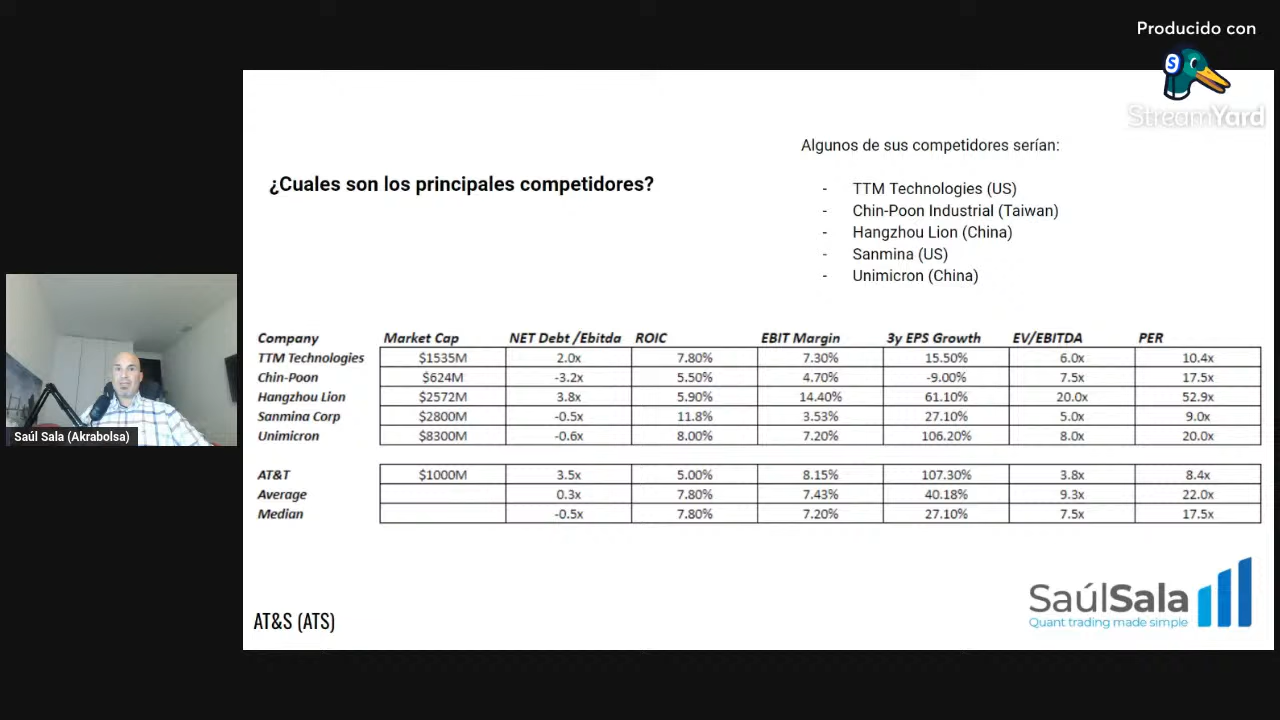 Producido con
StreamYard
Algunos de sus competidores serían:
¿Cuales son los principales competidores?
- TTM Technologies (US)
- Chin-Poon Industrial (Taiwan)
- Hangzhou Lion (China)
- Sanmina (US)
- Unimicron (China)
Company Market Cap NET Debt /Ebitda ROIC EBIT Margin 3y EPS Growth EV/EBITDA PER
TTM Technologies $1535M 2.0x 7.80% 7.30% 15.50% 6.0x 10.4x
Chin-Poon $624M -3.2x 5.50% 4.70% -9.00% 7.5x 17.5x
Hangzhou Lion $2572M 3.8x 5.90% 14.40% 61.10% 20.0x 52.9x
Sanmina Corp $2800M -0.5x 11.8% 3.53% 27.10% 5.0x 9.0x
Unimicron $8300M -0.6x 8.00% 7.20% 106.20% 8.0x 20.0x
AT&T $1000M 3.5x 5.00% 8.15% 107.30% 3.8x 8.4x
Average 0.3x 7.80% 7.43% 40.18% 9.3x 22.0x
Median -0.5x 7.80% 7.20% 27.10% 7.5x 17.5x
Saúl Sala (Akrabolsa)
AT&S (ATS)
SaúlSala
Quant trading made simple